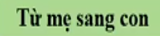 Từ mẹ sang con